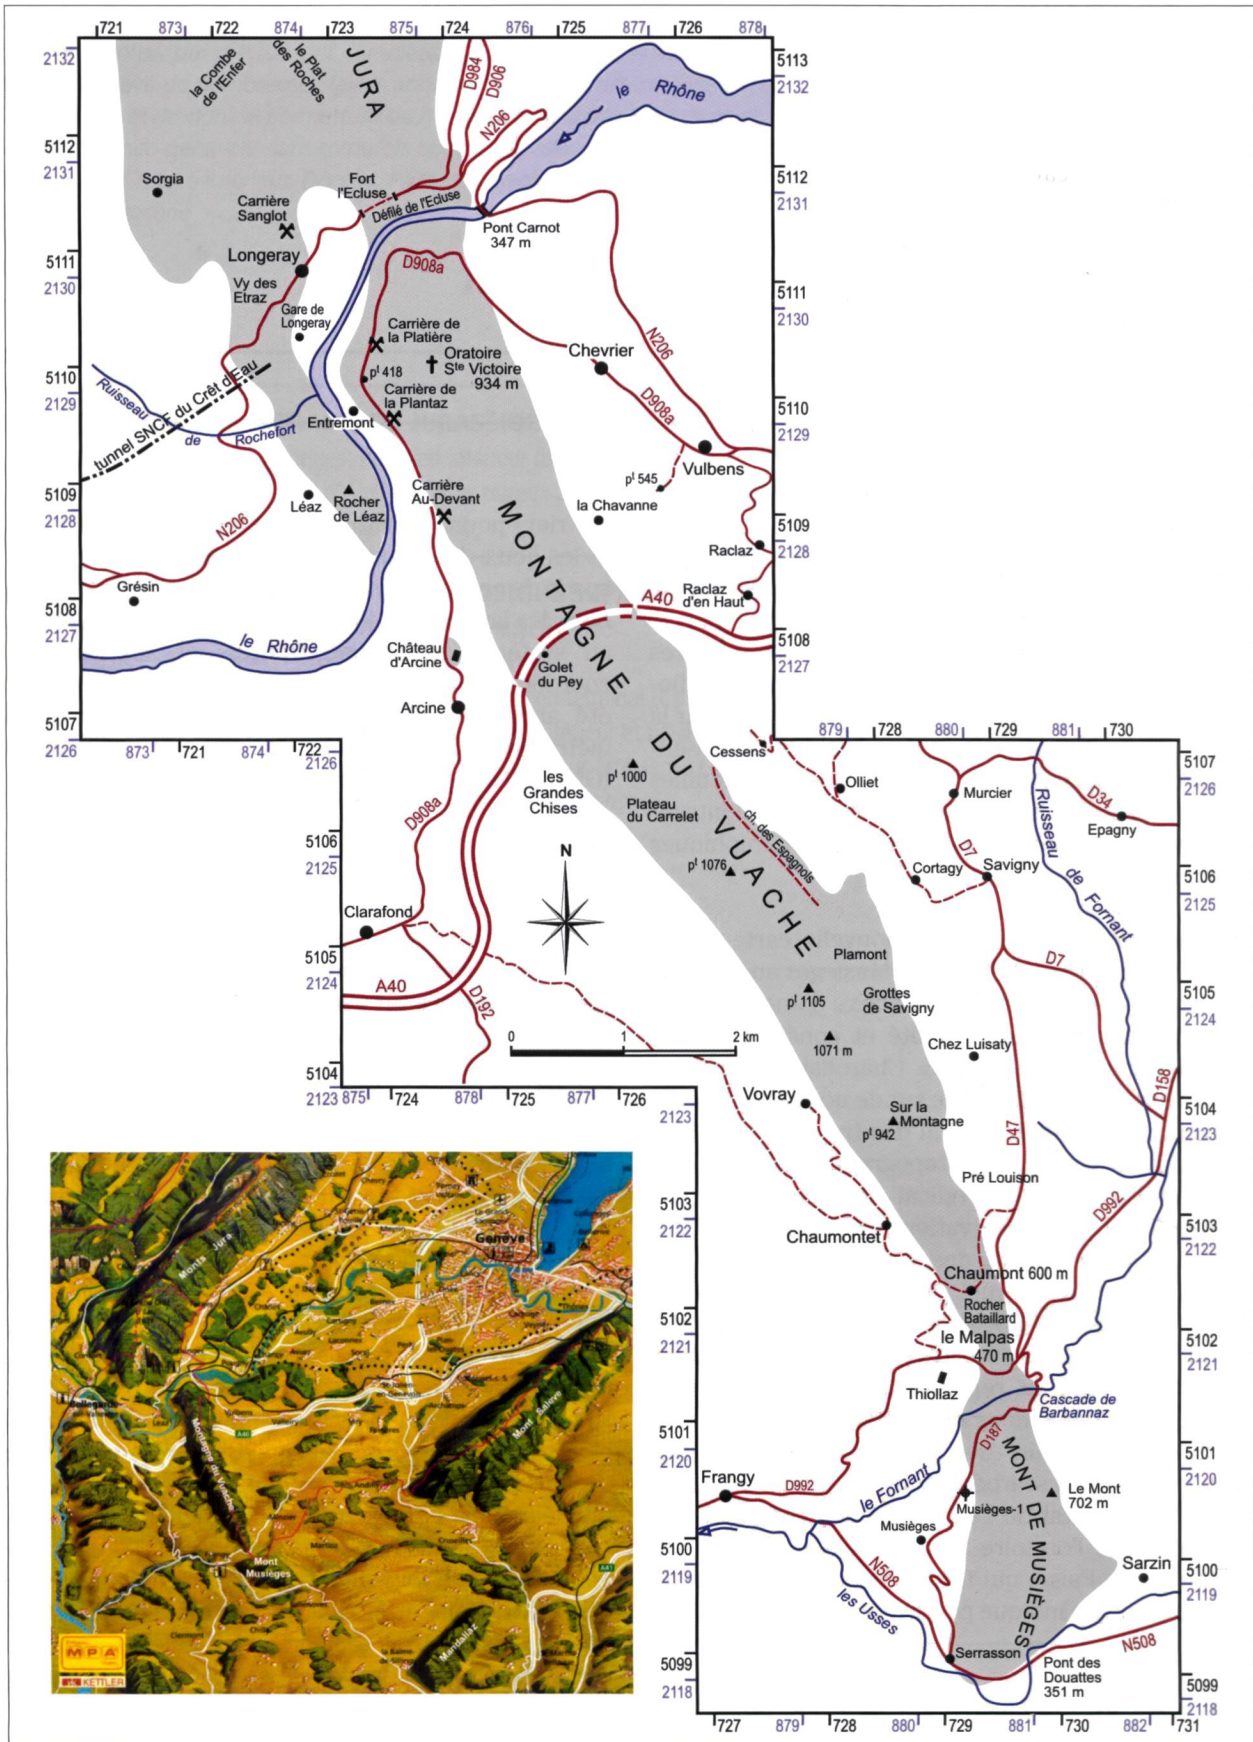 721
873
722
874
723
875
724
876
725
877
726
878
2132
5112
2131
5111
2130
5110
2129
5109
2128
5108
2127
5107
2126
5113
2132
5112
2131
5111
2130
5110
2129
5109
2128
5108
2127
la Combe
de l'Enfer
le Plat
des Roches
JURA
D984
D906
N206
le Rhône
Sorgia
Fort
l'Ecluse
Défilé de l'Ecluse
Carrière
Sanglot
Pont Carnot
347 m
Longeray
D908a
Vy des
Etraz
Gare de
Longeray
Carrière de
la Platière
Oratoire
Ste Victoire
934 m
Chevrier
N206
pt 418
Carrière de
la Plantaz
D908a
Ruisseau
de
Rochefort
tunnel SNCF du Crêt d'Eau
Entremont
Vulbens
pt 545
Léaz
Rocher
de Léaz
Carrière
Au-Devant
la Chavanne
N206
Raclaz
Grésin
Raclaz
d'en Haut
A40
le Rhône
Château
d'Arcine
Golet
du Pey
Arcine
MONTAGNE DU VUACHE
873
721
874
722
2126
5106
2125
5105
2124
5104
2123
875
724
878
725
877
726
879
728
880
729
881
730
5107
2126
5106
2125
5105
2124
5104
2123
5103
2122
5102
2121
5101
2120
5100
2119
5099
2118
Cessens
pt 1000
les
Grandes
Chises
Plateau
du Carrelet
Olliet
Murcier
D34
Epagny
Ruisseau
de Fornant
D908a
ch. des Espagnols
pt 1076
D7
Cortagy
Savigny
N
Clarafond
Plamont
D7
A40
D192
pt 1105
Grottes
de Savigny
0
1
2 km
1071 m
Chez Luisaty
D158
Vovray
Sur la
Montagne
pt 942
D47
Pré Louison
D992
Chaumontet
Chaumont 600 m
Rocher
Bataillard
le Malpas
470 m
Thiollaz
Cascade de
Barbannaz
D187
Frangy
D992
le Fornant
Musièges-1
Le Mont
702 m
Musièges
MONT DE MUSIÈGES
N508
les Usses
Sarzin
Serrasson
N508
Pont des
Douattes
351 m
2123
5103
2122
5102
2121
5101
2120
5100
2119
5099
2118
727
879
728
880
729
881
730
882
731
Monts Jura
Genève
Bellegarde
Léaz
A40
Montagne du Vuache
Mont Salève
Mont
Musièges
Mandallaz
A41
MPA
KETTLER